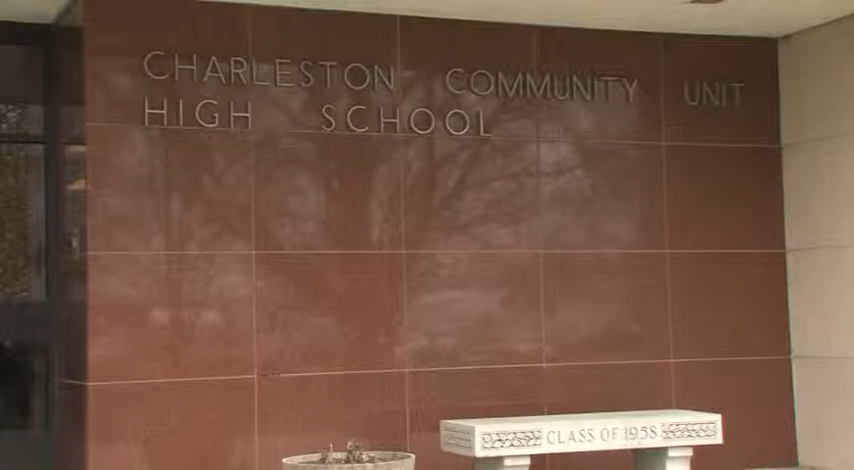 CHARLESTON COMMUNITY UNIT
HIGH SCHOOL
CLASS OF 1958